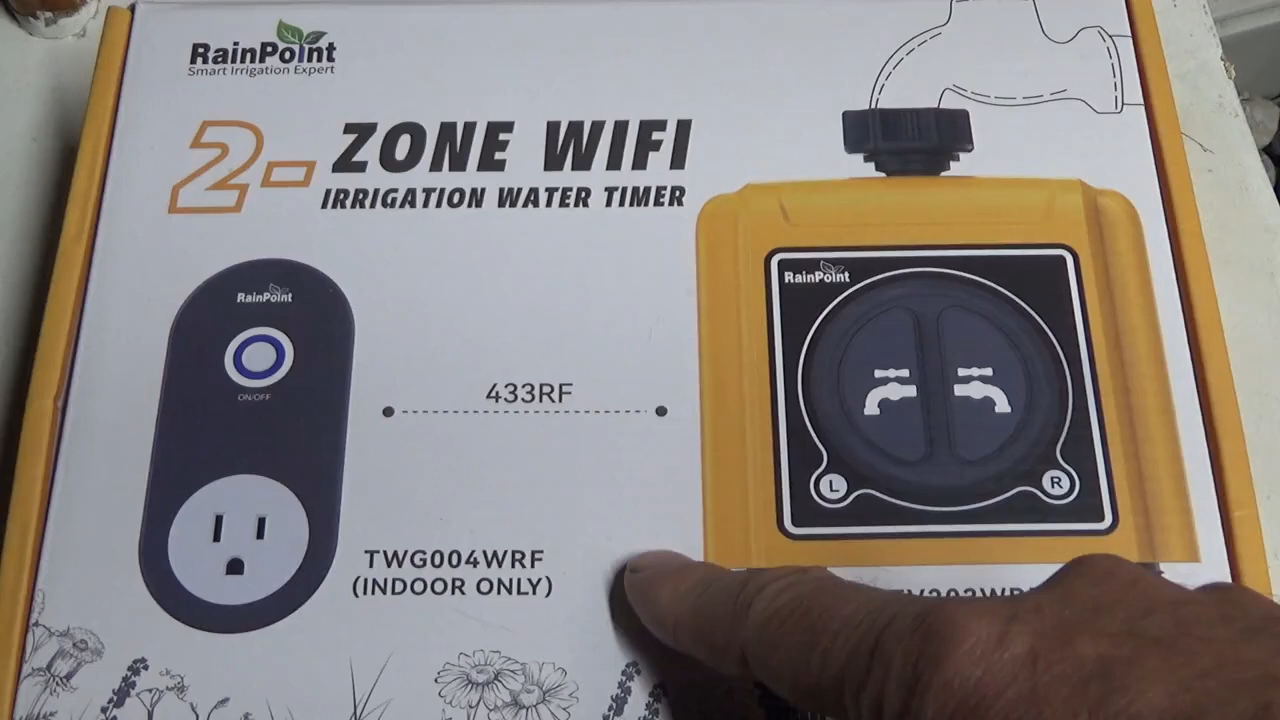 RainPoint
Smart Irrigation Expert
2-ZONE WIFI
IRRIGATION WATER TIMER
RainPoint
ON/OFF
433RF
RainPoint
L
R
TWG004WRF
(INDOOR ONLY)